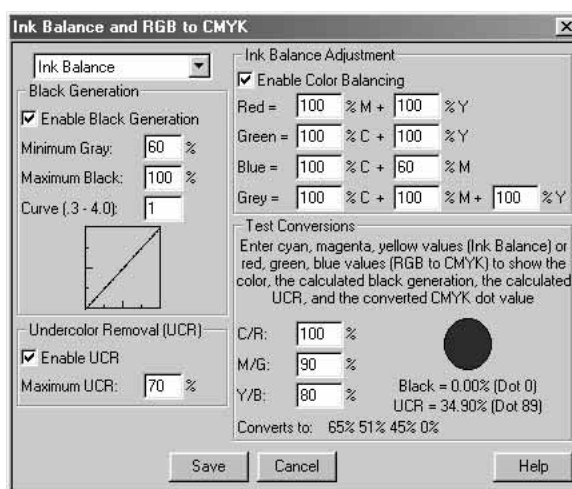 Ink Balance and RGB to CMYK
Ink Balance
Black Generation
Enable Black Generation
Minimum Gray: 60 %
Maximum Black: 100 %
Curve (.3 - 4.0): 1
Undercolor Removal (UCR)
Enable UCR
Maximum UCR: 70 %
Ink Balance Adjustment
Enable Color Balancing
Red = 100 % M + 100 % Y
Green = 100 % C + 100 % Y
Blue = 100 % C + 60 % M
Grey = 100 % C + 100 % M + 100 % Y
Test Conversions
Enter cyan, magenta, yellow values (Ink Balance) or
red, green, blue values (RGB to CMYK) to show the
color, the calculated black generation, the calculated
UCR, and the converted CMYK dot value
C/R: 100 %
M/G: 90 %
Y/B: 80 %
Black = 0.00% (Dot 0)
UCR = 34.90% (Dot 89)
Converts to: 65% 51% 45% 0%
Save Cancel Help